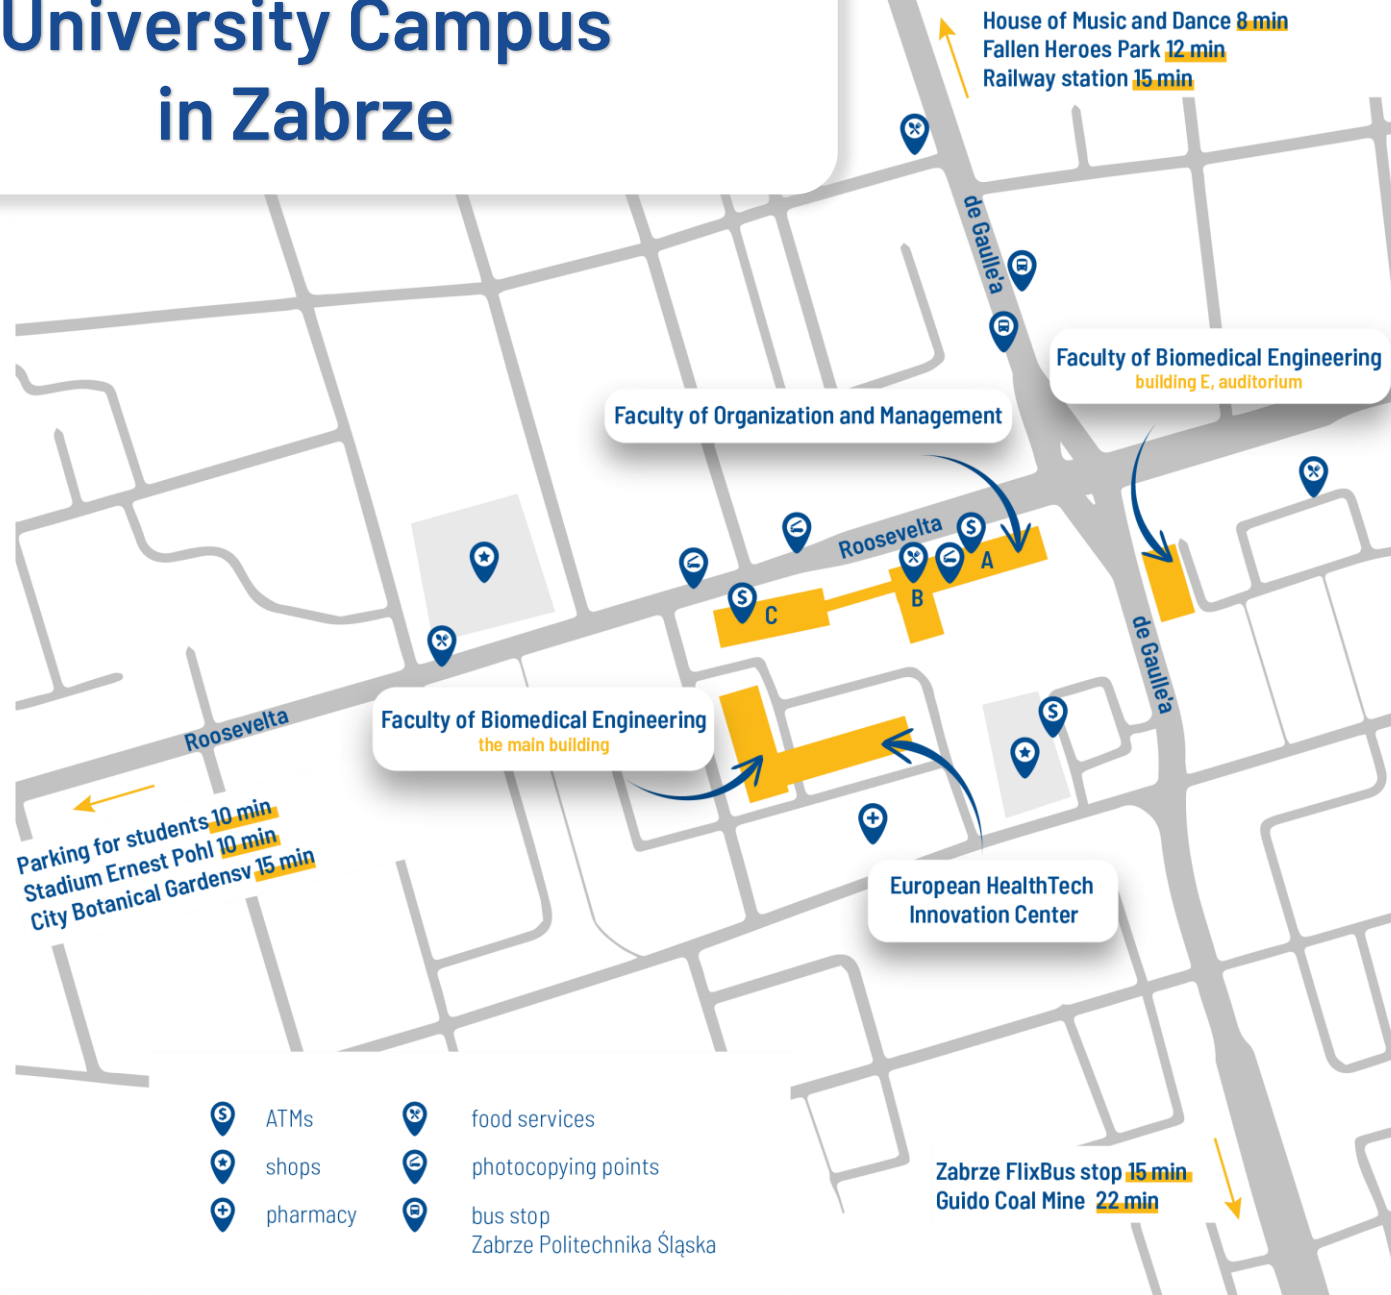 University Campus
in Zabrze
House of Music and Dance 8 min
Fallen Heroes Park 12 min
Railway station 15 min
de Gaulle'a
Faculty of Biomedical Engineering
building E, auditorium
Faculty of Organization and Management
Roosevelta
A
B
C
de Gaulle'a
Faculty of Biomedical Engineering
the main building
Roosevelta
Parking for students 10 min
Stadium Ernest Pohl 10 min
City Botanical Gardensv 15 min
European HealthTech
Innovation Center
ATMs
shops
pharmacy
food services
photocopying points
bus stop
Zabrze Politechnika Śląska
Zabrze FlixBus stop 15 min
Guido Coal Mine 22 min